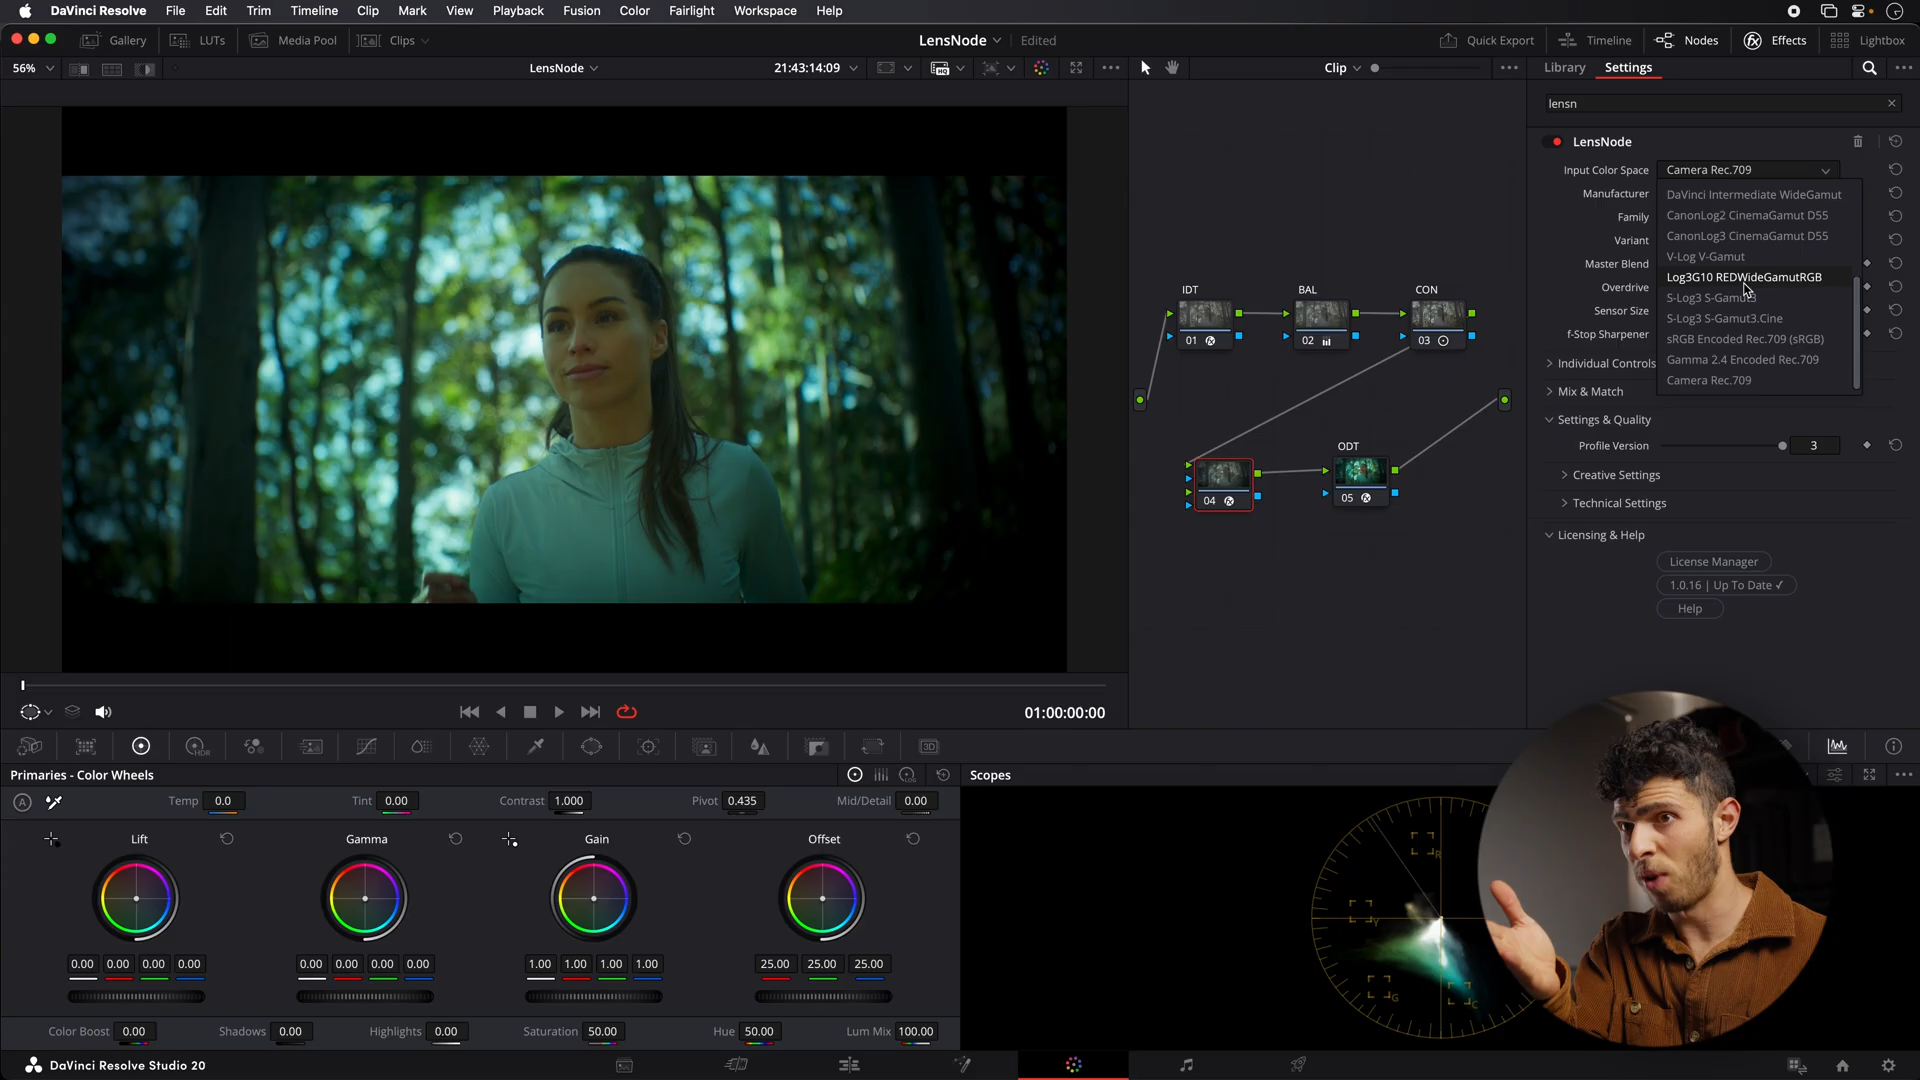 DaVinci Resolve File Edit Trim Timeline Clip Mark View Playback Fusion Color Fairlight Workspace Help
Gallery LUTs Media Pool Clips LensNode Edited Quick Export Timeline Nodes Effects Lightbox
56% LensNode 21:43:14:09 Clip Library Settings
lensn
LensNode
Input Color Space Camera Rec.709
Manufacturer DaVinci Intermediate WideGamut
Family CanonLog2 CinemaGamut D55
Variant CanonLog3 CinemaGamut D55
Master Blend V-Log V-Gamut
Log3G10 REDWideGamutRGB
Overdrive S-Log3 S-Gamut3
Sensor Size S-Log3 S-Gamut3.Cine
f-Stop Sharpener sRGB Encoded Rec.709 (sRGB)
Individual Controls Gamma 2.4 Encoded Rec.709
Camera Rec.709
Mix & Match
Settings & Quality
Profile Version 3
Creative Settings
Technical Settings
Licensing & Help
License Manager
1.0.16 | Up To Date ✓
Help
IDT BAL CON
01 02 03
ODT
04 05
01:00:00:00
HDR
3D
Primaries - Color Wheels Scopes
A Temp 0.0 Tint 0.00 Contrast 1.000 Pivot 0.435 Mid/Detail 0.00
Lift Gamma Gain Offset
0.00 0.00 0.00 0.00 0.00 0.00 0.00 0.00 1.00 1.00 1.00 1.00 25.00 25.00 25.00
Color Boost 0.00 Shadows 0.00 Highlights 0.00 Saturation 50.00 Hue 50.00 Lum Mix 100.00
R
Y
G
C
DaVinci Resolve Studio 20